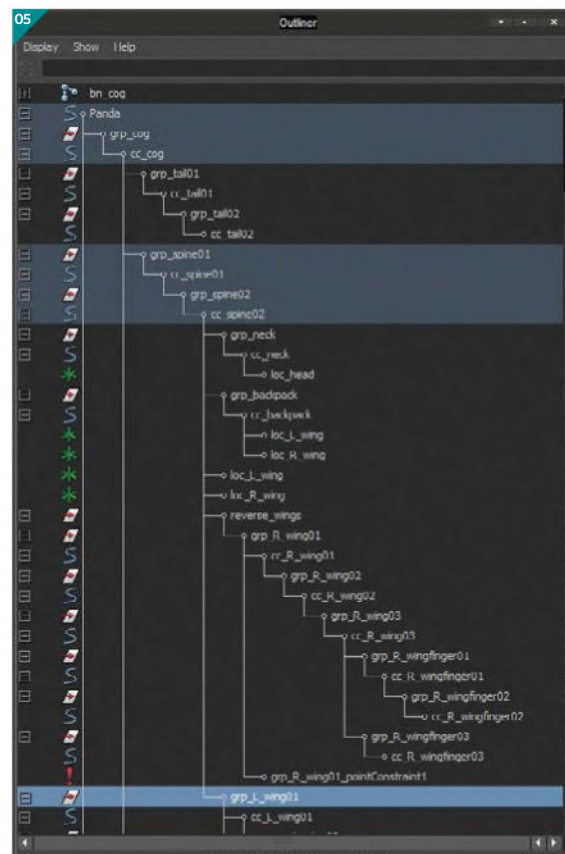 05
Outliner
Display Show Help
bn_cog
Panda
grp_cog
cc_cog
grp_tail01
cc_tail01
grp_tail02
cc_tail02
grp_spine01
cc_spine01
grp_spine02
cc_spine02
grp_neck
cc_neck
loc_head
grp_backpack
cc_backpack
loc_L_wing
loc_R_wing
loc_L_wing
loc_R_wing
reverse_wings
grp_R_wing01
cc_R_wing01
grp_R_wing02
cc_R_wing02
grp_R_wing03
cc_R_wing03
grp_R_wingfinger01
cc_R_wingfinger01
grp_R_wingfinger02
cc_R_wingfinger02
grp_R_wingfinger03
cc_R_wingfinger03
grp_R_wing01_pointConstraint1
grp_L_wing01
cc_L_wing01